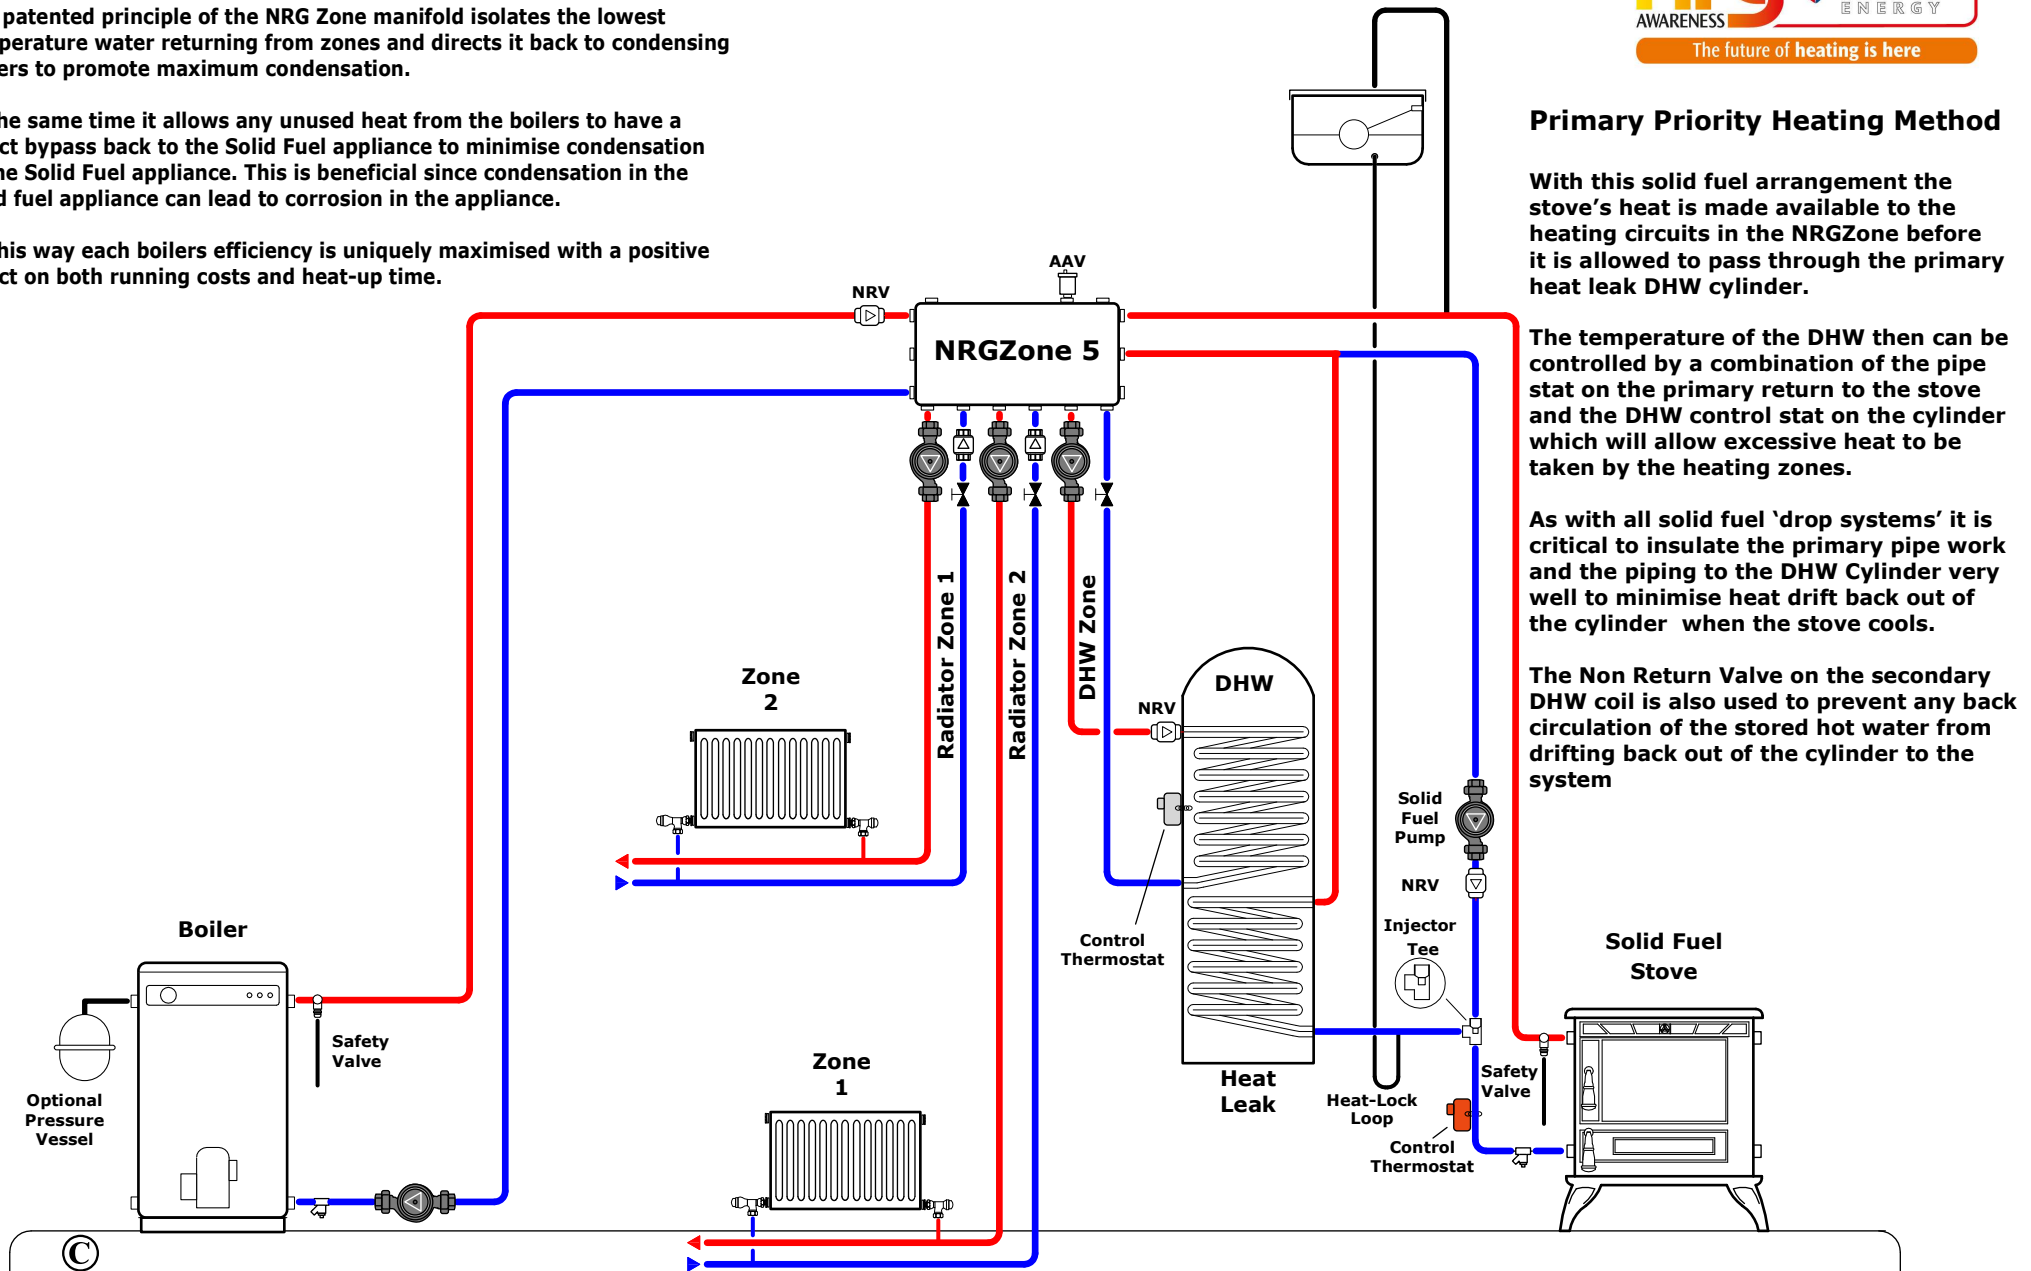 patented principle of the NRG Zone manifold isolates the lowest
perature water returning from zones and directs it back to condensing
ers to promote maximum condensation.
he same time it allows any unused heat from the boilers to have a
ct bypass back to the Solid Fuel appliance to minimise condensation
he Solid Fuel appliance. This is beneficial since condensation in the
d fuel appliance can lead to corrosion in the appliance.
his way each boilers efficiency is uniquely maximised with a positive
ct on both running costs and heat-up time.
AWARENESS
ENERGY
The future of heating is here
Primary Priority Heating Method
With this solid fuel arrangement the
stove’s heat is made available to the
heating circuits in the NRGZone before
it is allowed to pass through the primary
heat leak DHW cylinder.
The temperature of the DHW then can be
controlled by a combination of the pipe
stat on the primary return to the stove
and the DHW control stat on the cylinder
which will allow excessive heat to be
taken by the heating zones.
As with all solid fuel ‘drop systems’ it is
critical to insulate the primary pipe work
and the piping to the DHW Cylinder very
well to minimise heat drift back out of
the cylinder when the stove cools.
The Non Return Valve on the secondary
DHW coil is also used to prevent any back
circulation of the stored hot water from
drifting back out of the cylinder to the
system
AAV
NRV
NRGZone 5
Radiator Zone 1
Radiator Zone 2
DHW Zone
Zone
2
DHW
NRV
Solid
Fuel
Pump
NRV
Injector
Tee
Control
Thermostat
Boiler
Solid Fuel
Stove
Safety
Valve
Optional
Pressure
Vessel
Zone
1
Heat
Leak
Heat-Lock
Loop
Safety
Valve
Control
Thermostat
©